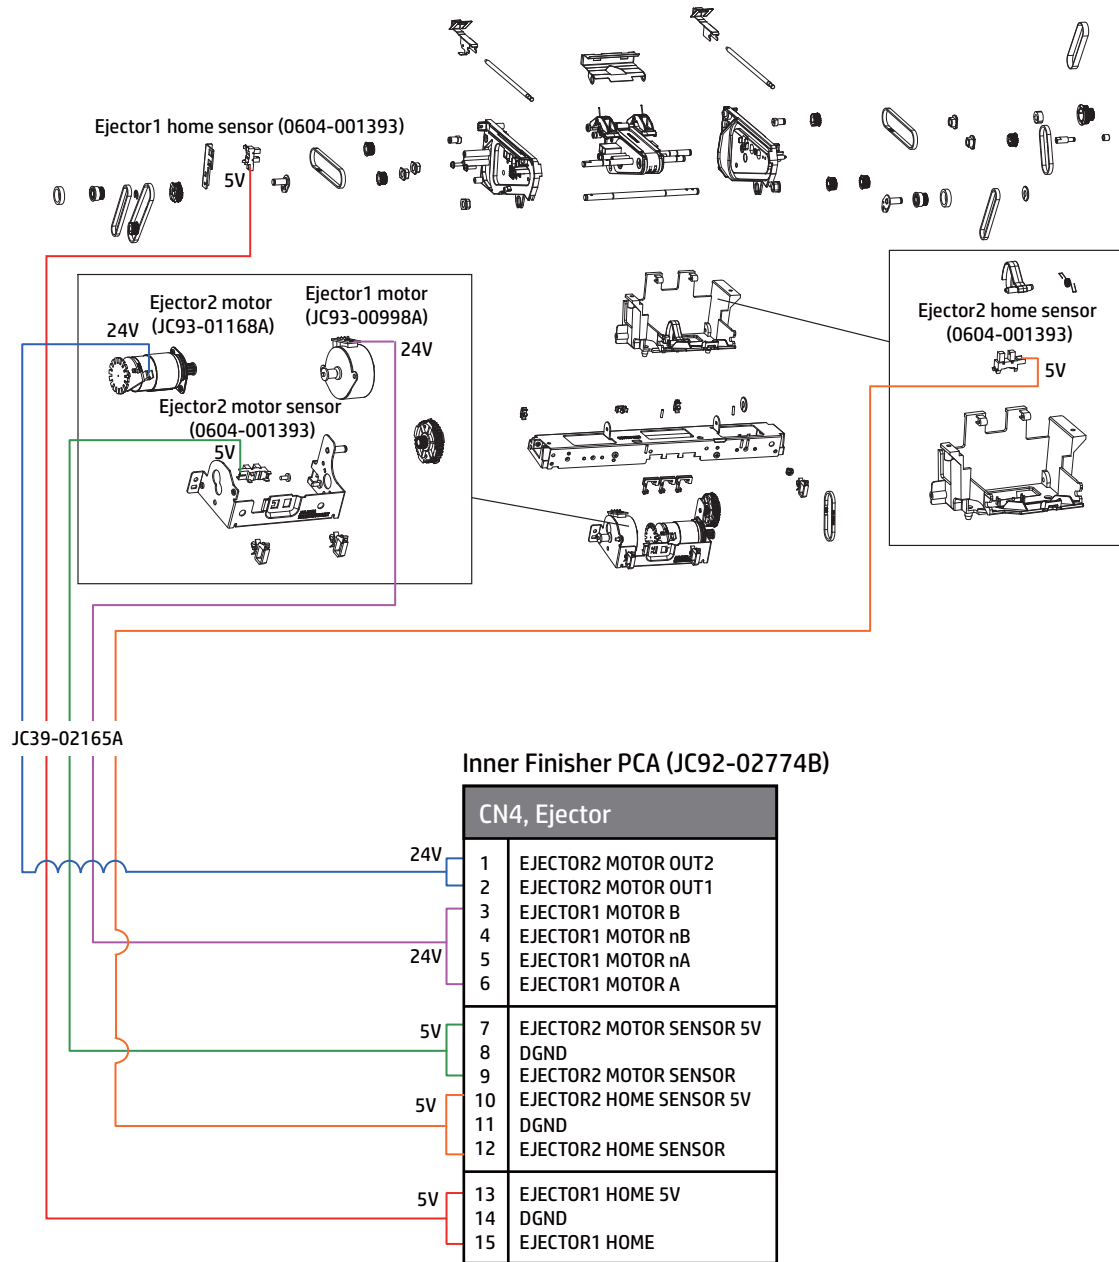 Ejector1 home sensor (0604-001393)
5V
Ejector2 motor
(JC93-01168A)
24V
Ejector1 motor
(JC93-00998A)
24V
Ejector2 motor sensor
(0604-001393)
5V
Ejector2 home sensor
(0604-001393)
5V
JC39-02165A
Inner Finisher PCA (JC92-02774B)
CN4, Ejector
24V
1 EJECTOR2 MOTOR OUT2
2 EJECTOR2 MOTOR OUT1
3 EJECTOR1 MOTOR B
4 EJECTOR1 MOTOR nB
24V
5 EJECTOR1 MOTOR nA
6 EJECTOR1 MOTOR A
5V
7 EJECTOR2 MOTOR SENSOR 5V
8 DGND
9 EJECTOR2 MOTOR SENSOR
5V
10 EJECTOR2 HOME SENSOR 5V
11 DGND
12 EJECTOR2 HOME SENSOR
5V
13 EJECTOR1 HOME 5V
14 DGND
15 EJECTOR1 HOME